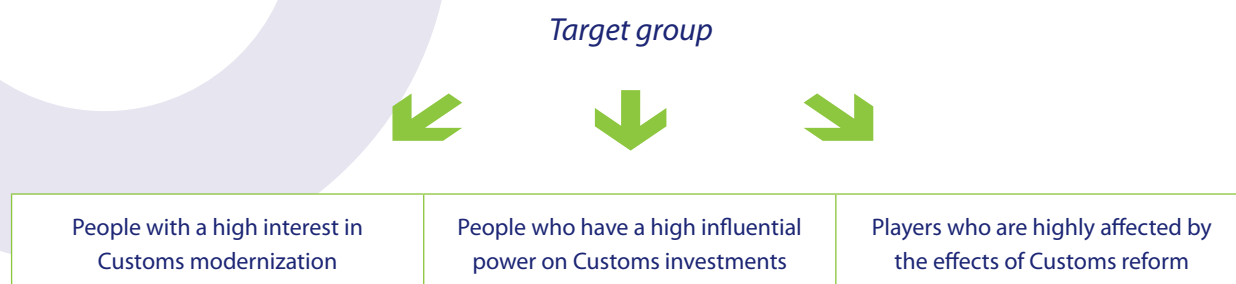 Target group
People with a high interest in
Customs modernization
People who have a high influential
power on Customs investments
Players who are highly affected by
the effects of Customs reform